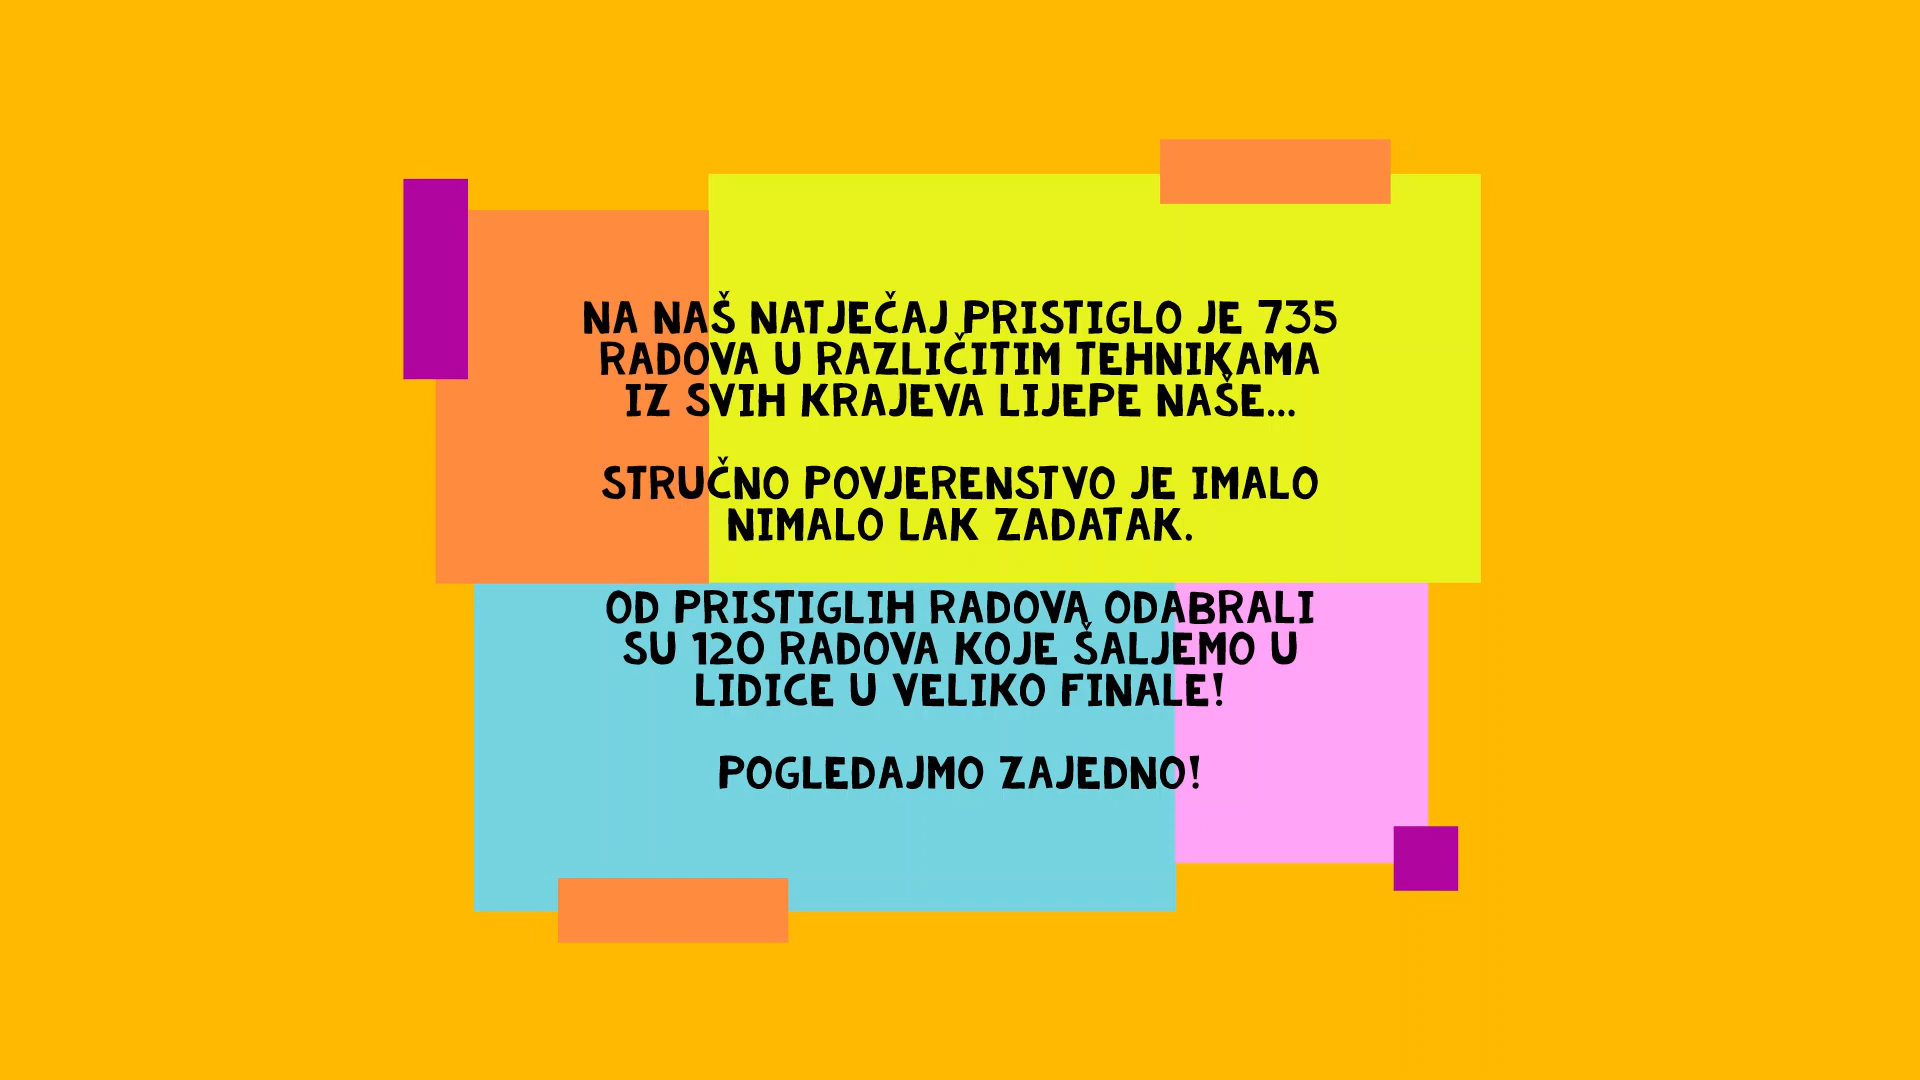 NA NAŠ NATJEČAJ PRISTIGLO JE 735
RADOVA U RAZLIČITIM TEHNIKAMA
IZ SVIH KRAJEVA LIJEPE NAŠE...
STRUČNO POVJERENSTVO JE IMALO
NIMALO LAK ZADATAK.
OD PRISTIGLIH RADOVA ODABRALI
SU 120 RADOVA KOJE ŠALJEMO U
LIDICE U VELIKO FINALE!
POGLEDAJMO ZAJEDNO!